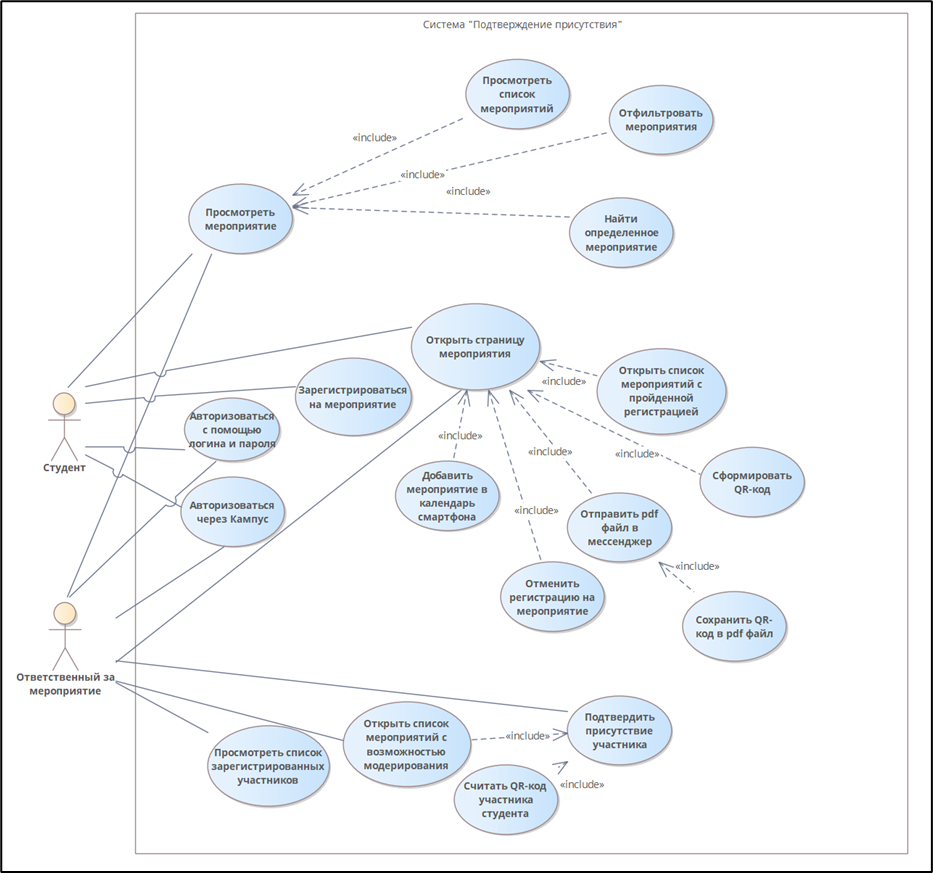 Система "Подтверждение присутствия"
Просмотреть
список
мероприятий
Отфильтровать
мероприятия
«include»
«include»
«include»
Просмотреть
мероприятие
Найти
определенное
мероприятие
Открыть страницу
мероприятия
Открыть список
мероприятий с
пройденной
регистрацией
«include»
Зарегистрироваться
на мероприятие
Авторизоваться
с помощью
логина и пароля
Студент
«include»
«include»
«include»
Сформировать
QR-код
Добавить
мероприятие в
календарь
смартфона
Авторизоваться
через Кампус
«include»
Отправить pdf
файл в
мессенджер
«include»
Отменить
регистрацию на
мероприятие
Сохранить QR-
код в pdf файл
Ответственный за
мероприятие
Подтвердить
присутствие
участника
Открыть список
мероприятий с
возможностью
модерирования
«include»
Просмотреть список
зарегистрированных
участников
Считать QR-код
участника
студента
«include»